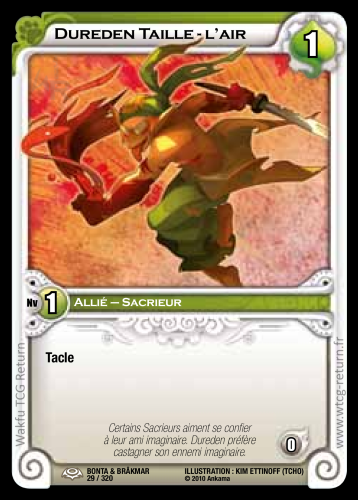 Dureden Taille-l'air
1
Nv 1 Allié – Sacrieur
Tacle
Certains Sacrieurs aiment se confier
à leur ami imaginaire. Dureden préfère
castagner son ennemi imaginaire.
0
BONTA & BRÂKMAR
29 / 320
ILLUSTRATION : KIM ETTINOFF (TCHO)
© 2010 Ankama
Wakfu TCG Return
www.wtcg-return.fr